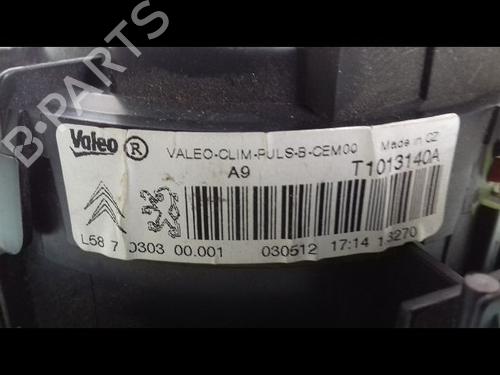 Valeo® VALEO-CLIM-PULS-B-CEM00 Made in CZ
A9 T1013140A
L58 7 0303 00.001 030512 17:14 13270
B-PARTS